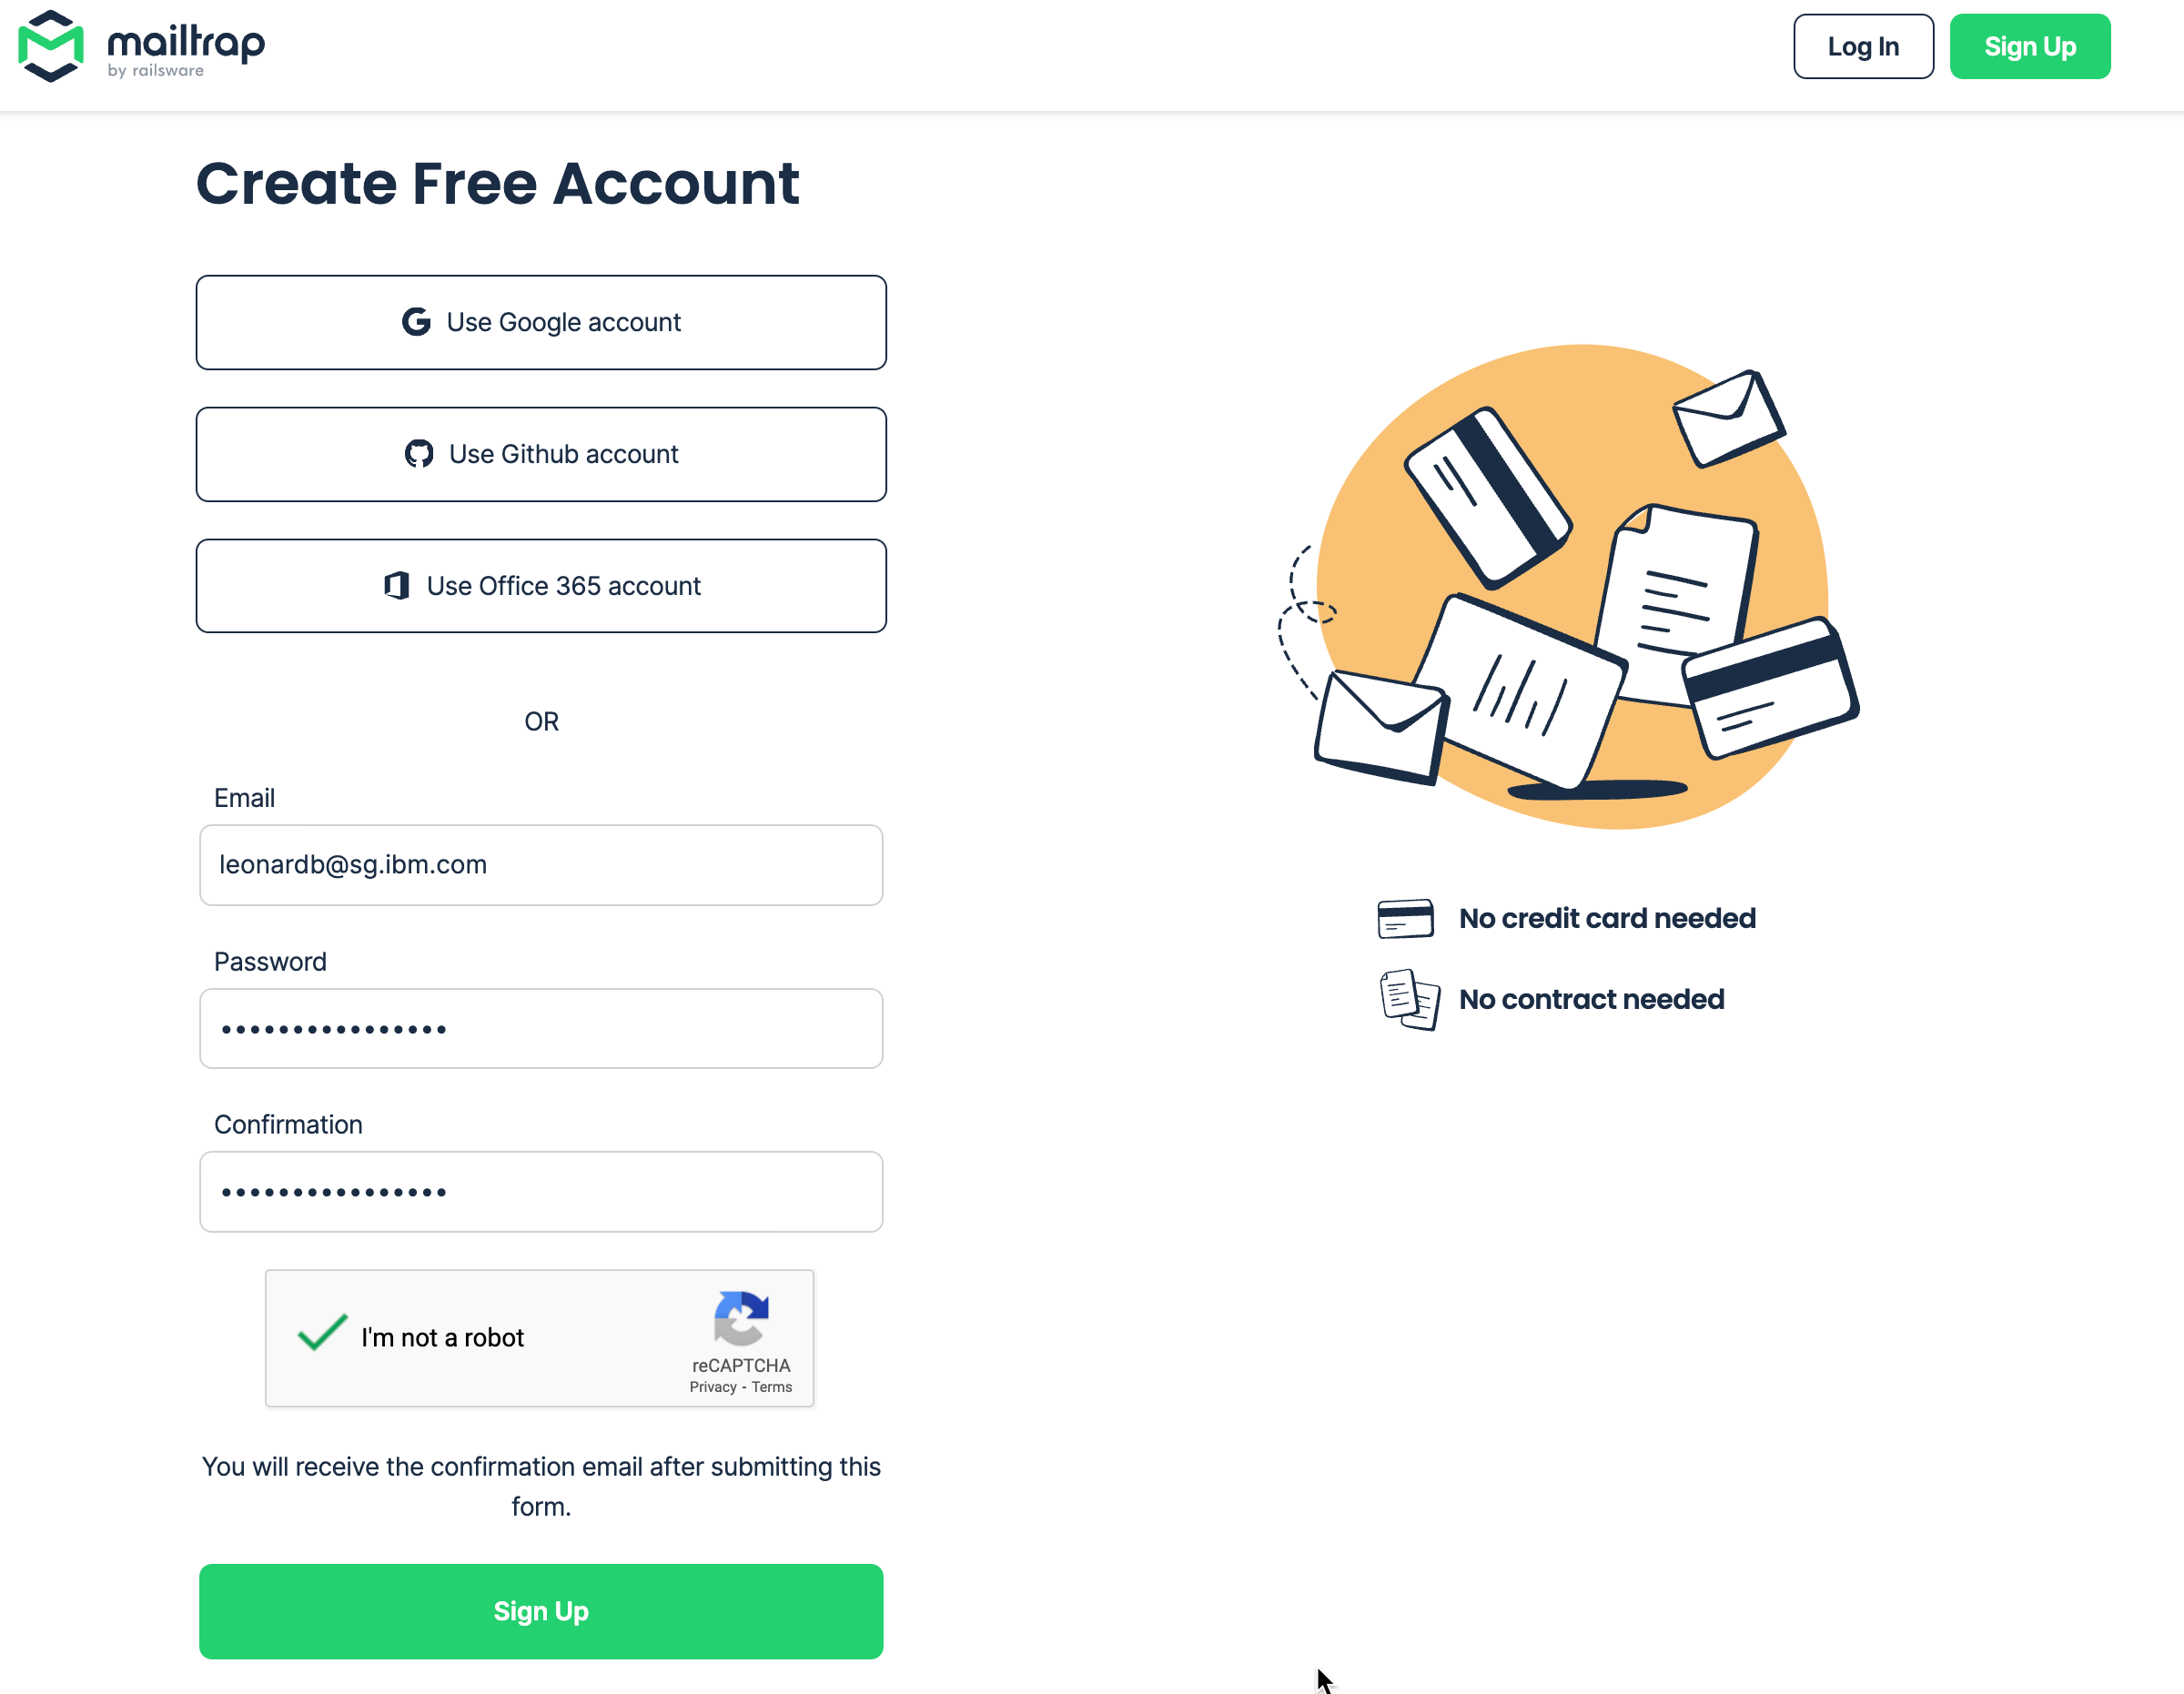 mailtrap
by railsware
Log In
Sign Up
Create Free Account
Use Google account
Use Github account
Use Office 365 account
OR
Email
leonardb@sg.ibm.com
Password
••••••••••••••••
Confirmation
••••••••••••••••
I'm not a robot
reCAPTCHA
Privacy - Terms
You will receive the confirmation email after submitting this
form.
Sign Up
No credit card needed
No contract needed